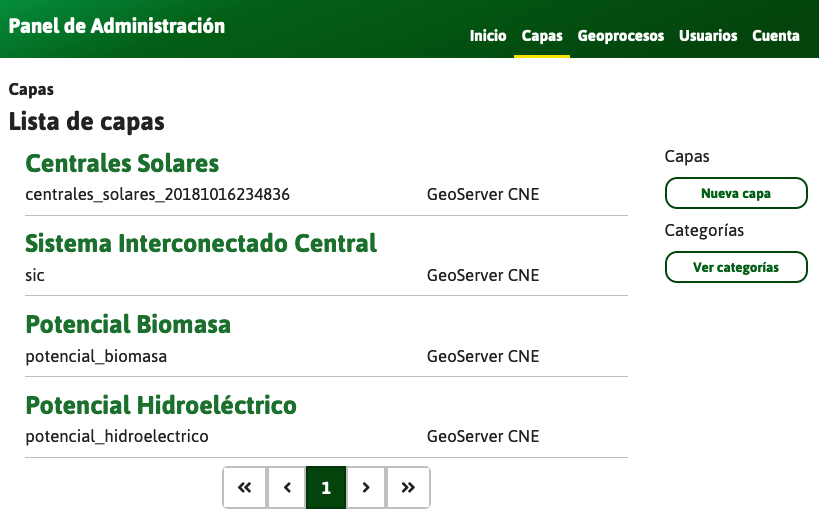 Panel de Administración
Inicio Capas Geoprocesos Usuarios Cuenta
Capas
Lista de capas
Centrales Solares
centrales_solares_20181016234836 GeoServer CNE
Sistema Interconectado Central
sic GeoServer CNE
Potencial Biomasa
potencial_biomasa GeoServer CNE
Potencial Hidroeléctrico
potencial_hidroelectrico GeoServer CNE
« ‹ 1 › »
Capas
Nueva capa
Categorías
Ver categorías